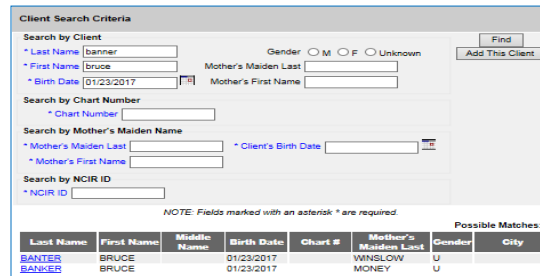 Client Search Criteria
Search by Client
Find
* Last Name banner Gender M F Unknown
Add This Client
* First Name bruce Mother's Maiden Last
* Birth Date 01/23/2017 Mother's First Name
Search by Chart Number
* Chart Number
Search by Mother's Maiden Name
* Mother's Maiden Last * Client's Birth Date
* Mother's First Name
Search by NCIR ID
* NCIR ID
NOTE: Fields marked with an asterisk * are required.
Possible Matches:
Last Name First Name Middle Name Birth Date Chart # Mother's Maiden Last Gender City
BANTER BRUCE 01/23/2017 WINSLOW U
BANKER BRUCE 01/23/2017 MONEY U